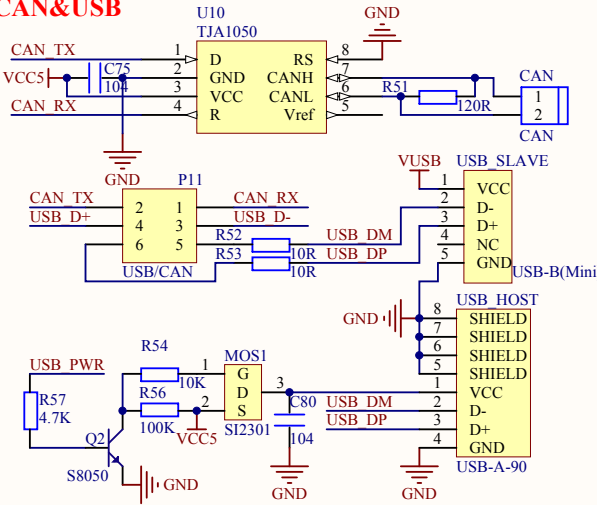 CAN&USB
U10
TJA1050
GND
CAN_TX
1
D
RS
8
VCC5
C75
104
2
GND
CANH
7
3
VCC
CANL
6
R51
120R
CAN
1
2
CAN
CAN_RX
4
R
Vref
5
GND
P11
VUSB
USB_SLAVE
CAN_TX
2
1
CAN_RX
USB_D+
4
3
USB_D-
6
5
USB/CAN
R52
10R
USB_DM
R53
10R
USB_DP
1
VCC
2
D-
3
D+
4
NC
5
GND
USB-B(Mini
USB_HOST
GND
8
SHIELD
7
SHIELD
6
SHIELD
5
SHIELD
1
VCC
USB_DM
2
D-
USB_DP
3
D+
4
GND
USB-A-90
GND
USB_PWR
R54
10K
MOS1
1
G
D
3
2
S
SI2301
R57
4.7K
R56
100K
VCC5
C80
104
Q2
S8050
GND
GND